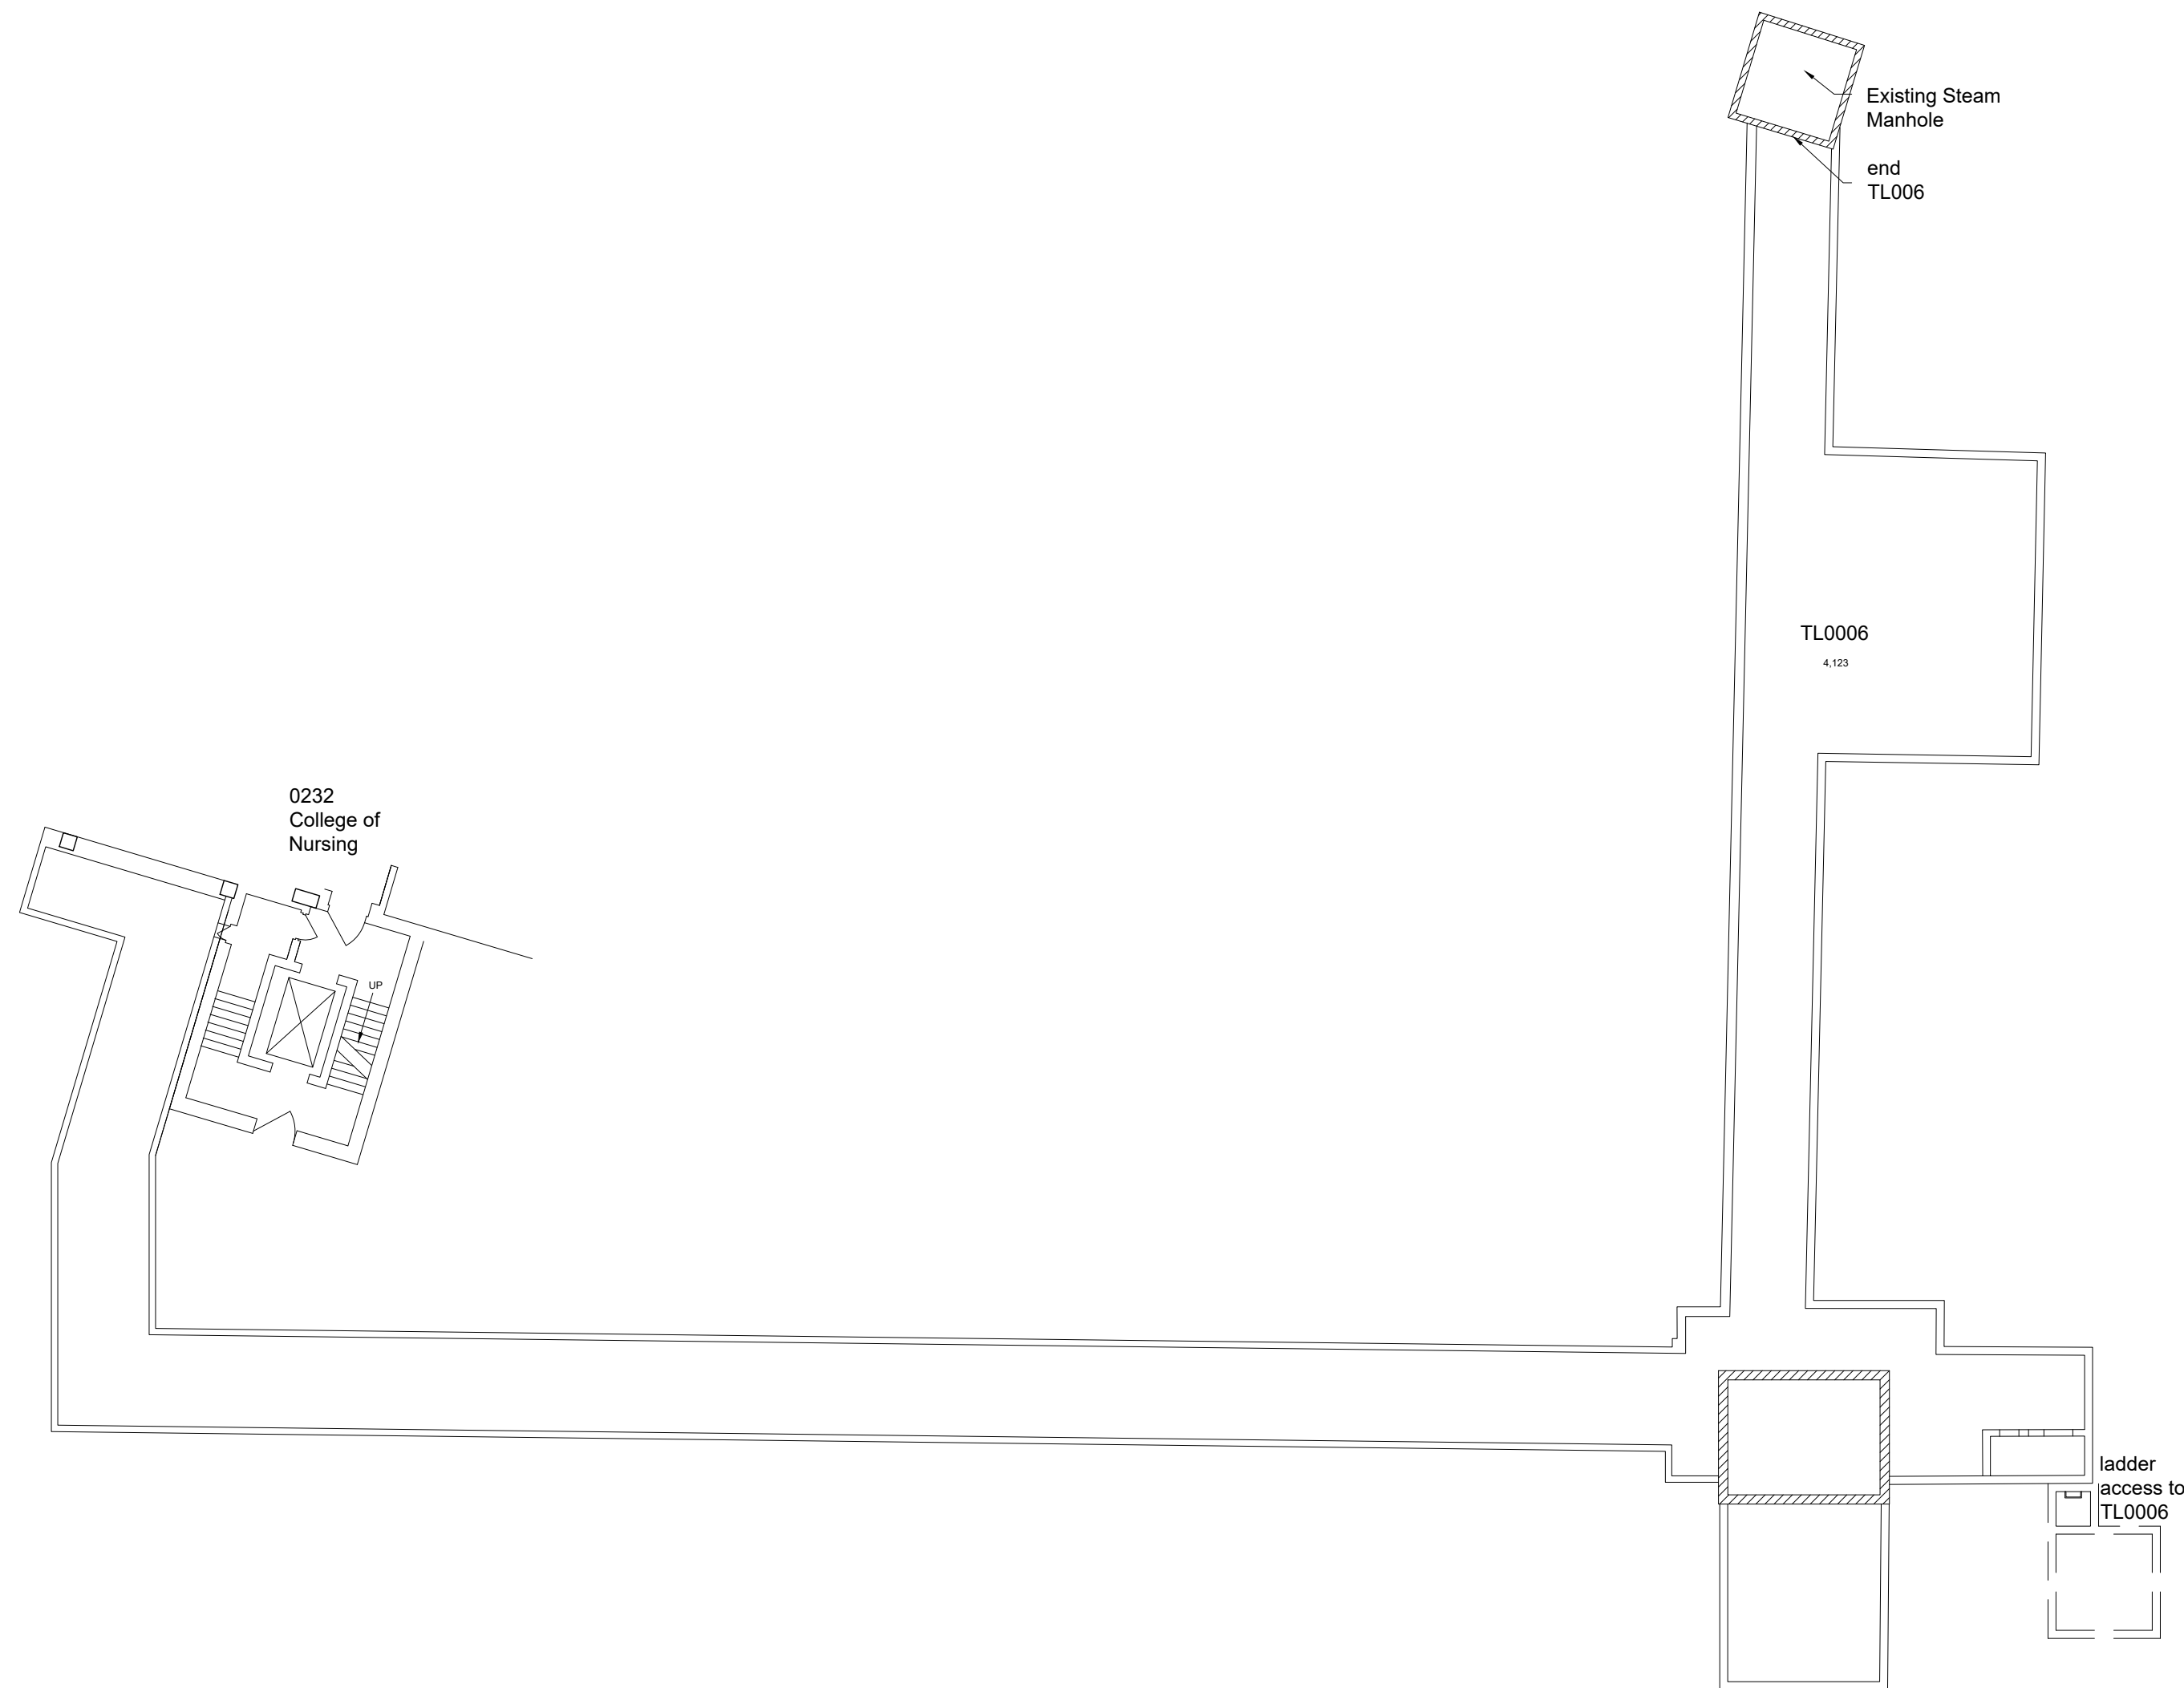 Existing Steam
Manhole
end
TL006
TL0006
4,123
0232
College of
Nursing
UP
ladder
access to
TL0006